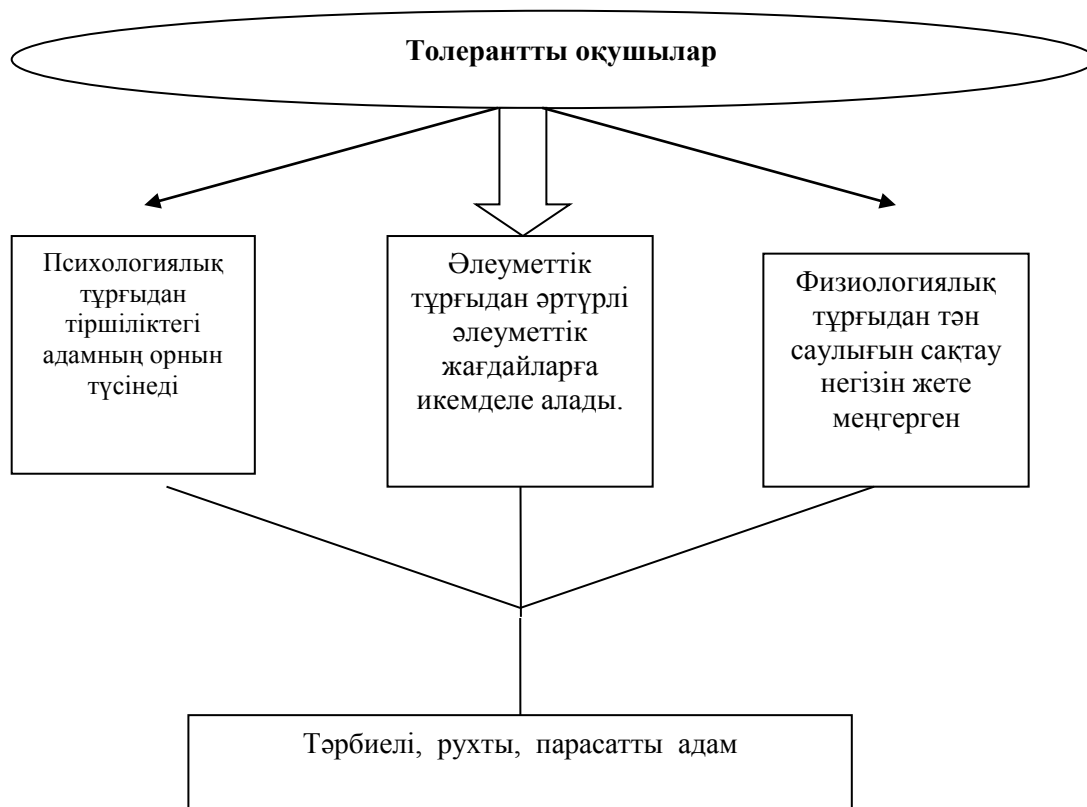 Толерантты оқушылар
Психологиялық
тұрғыдан
тіршіліктегі
адамның орнын
түсінеді
Әлеуметтік
тұрғыдан әртүрлі
әлеуметтік
жағдайларға
икемделе алады.
Физиологиялық
тұрғыдан тән
саулығын сақтау
негізін жете
меңгерген
Тәрбиелі, рухты, парасатты адам